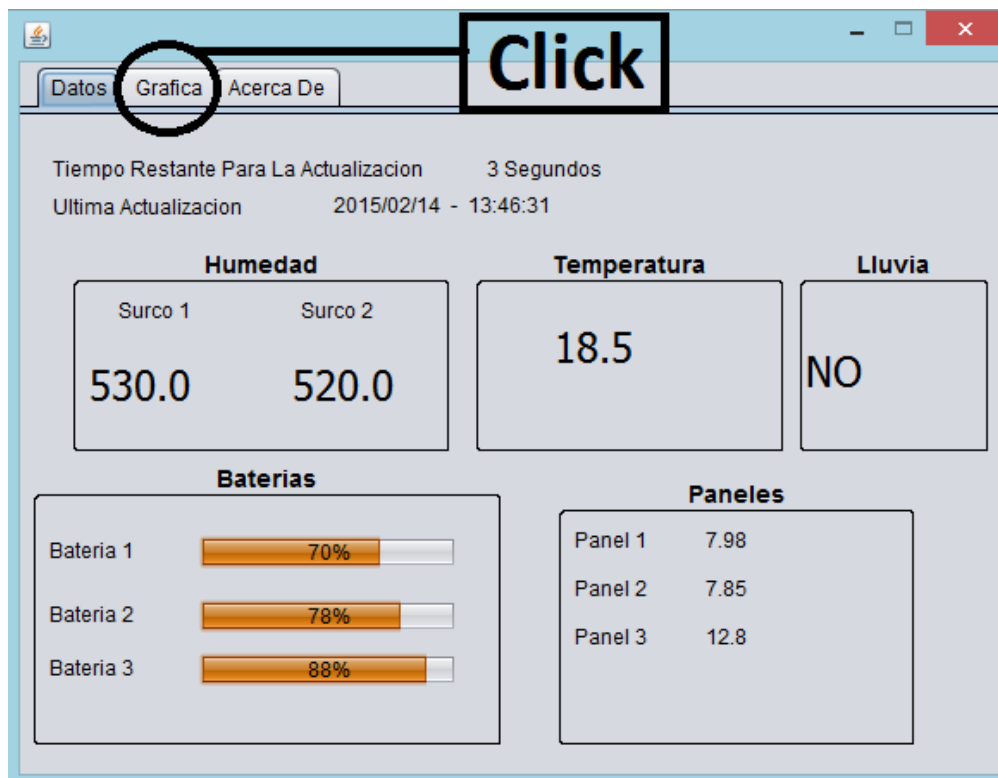 Click
Datos Grafica Acerca De
Tiempo Restante Para La Actualizacion 3 Segundos
Ultima Actualizacion 2015/02/14 - 13:46:31
Humedad
Surco 1 Surco 2
530.0 520.0
Temperatura
18.5
Lluvia
NO
Baterias
Bateria 1 70%
Bateria 2 78%
Bateria 3 88%
Paneles
Panel 1 7.98
Panel 2 7.85
Panel 3 12.8